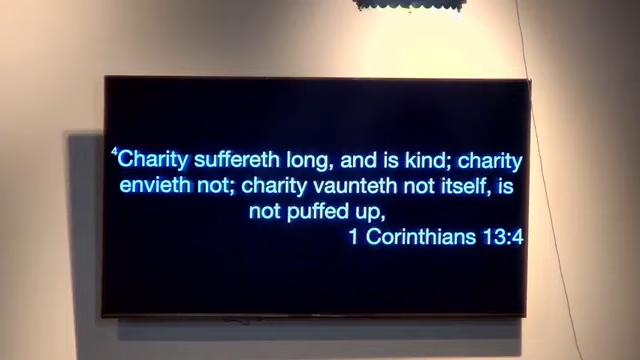 4Charity suffereth long, and is kind; charity
envieth not; charity vaunteth not itself, is
not puffed up,
1 Corinthians 13:4